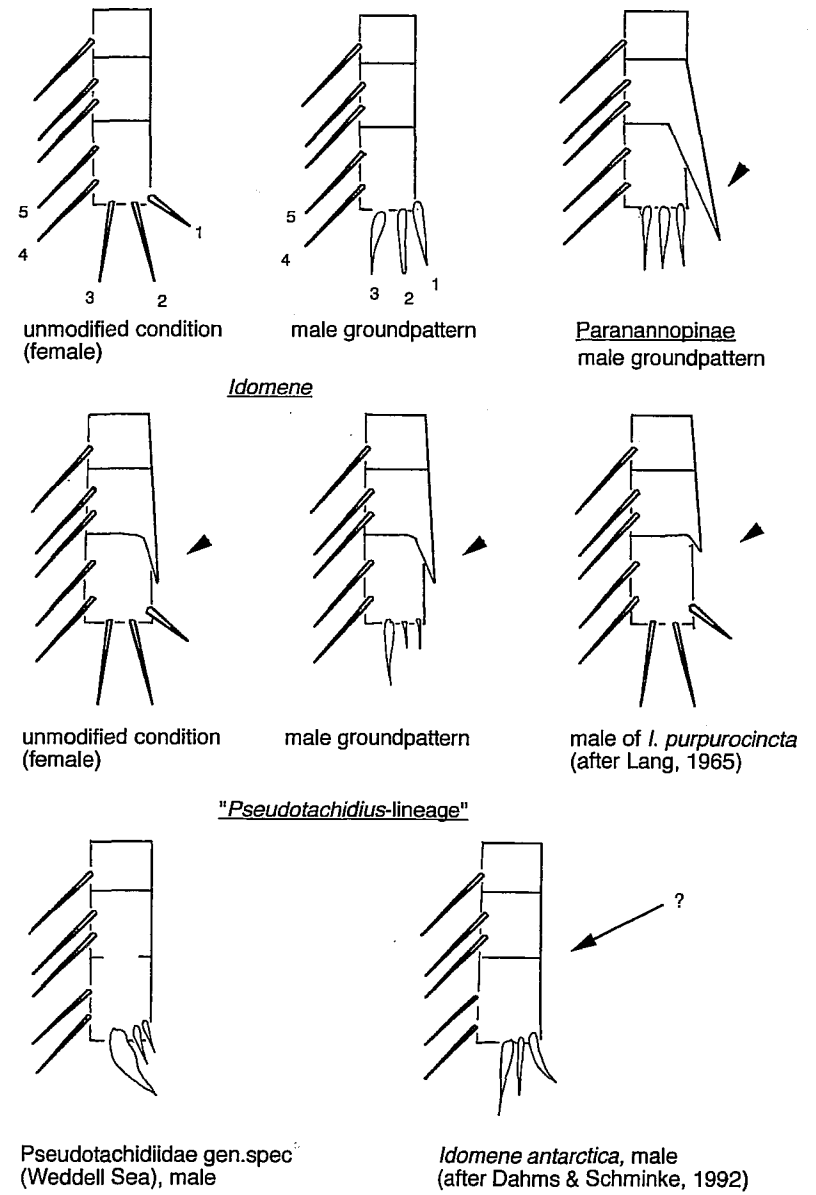 5
4
3
2
1
5
4
3
2
1
unmodified condition
(female)
male groundpattern
Paranannopinae
male groundpattern
Idomene
unmodified condition
(female)
male groundpattern
male of I. purpurocincta
(after Lang, 1965)
"Pseudotachidius-lineage"
?
Pseudotachidiidae gen.spec
(Weddell Sea), male
Idomene antarctica, male
(after Dahms & Schminke, 1992)